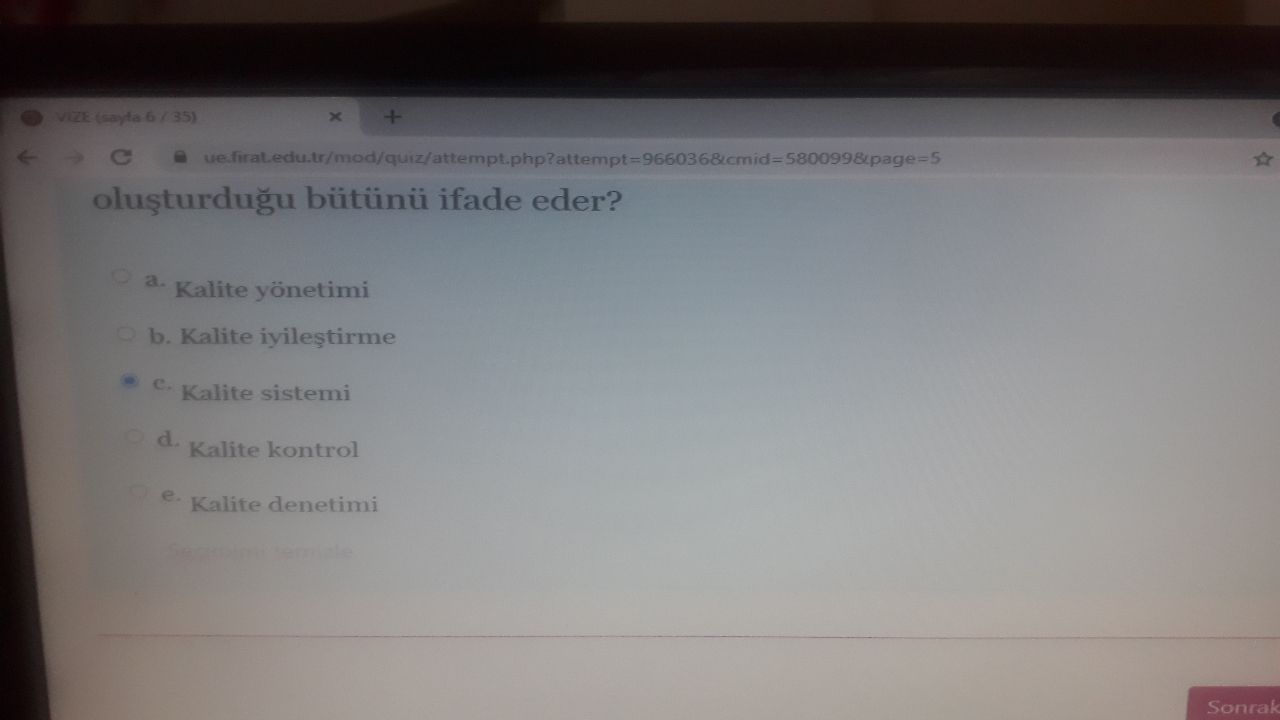 VİZE (sayfa 6 / 35)
ue.firat.edu.tr/mod/quiz/attempt.php?attempt=966036&cmid=580099&page=5
oluşturduğu bütünü ifade eder?
a. Kalite yönetimi
b. Kalite iyileştirme
c. Kalite sistemi
d. Kalite kontrol
e. Kalite denetimi
Seçimimi temizle
Sonrak